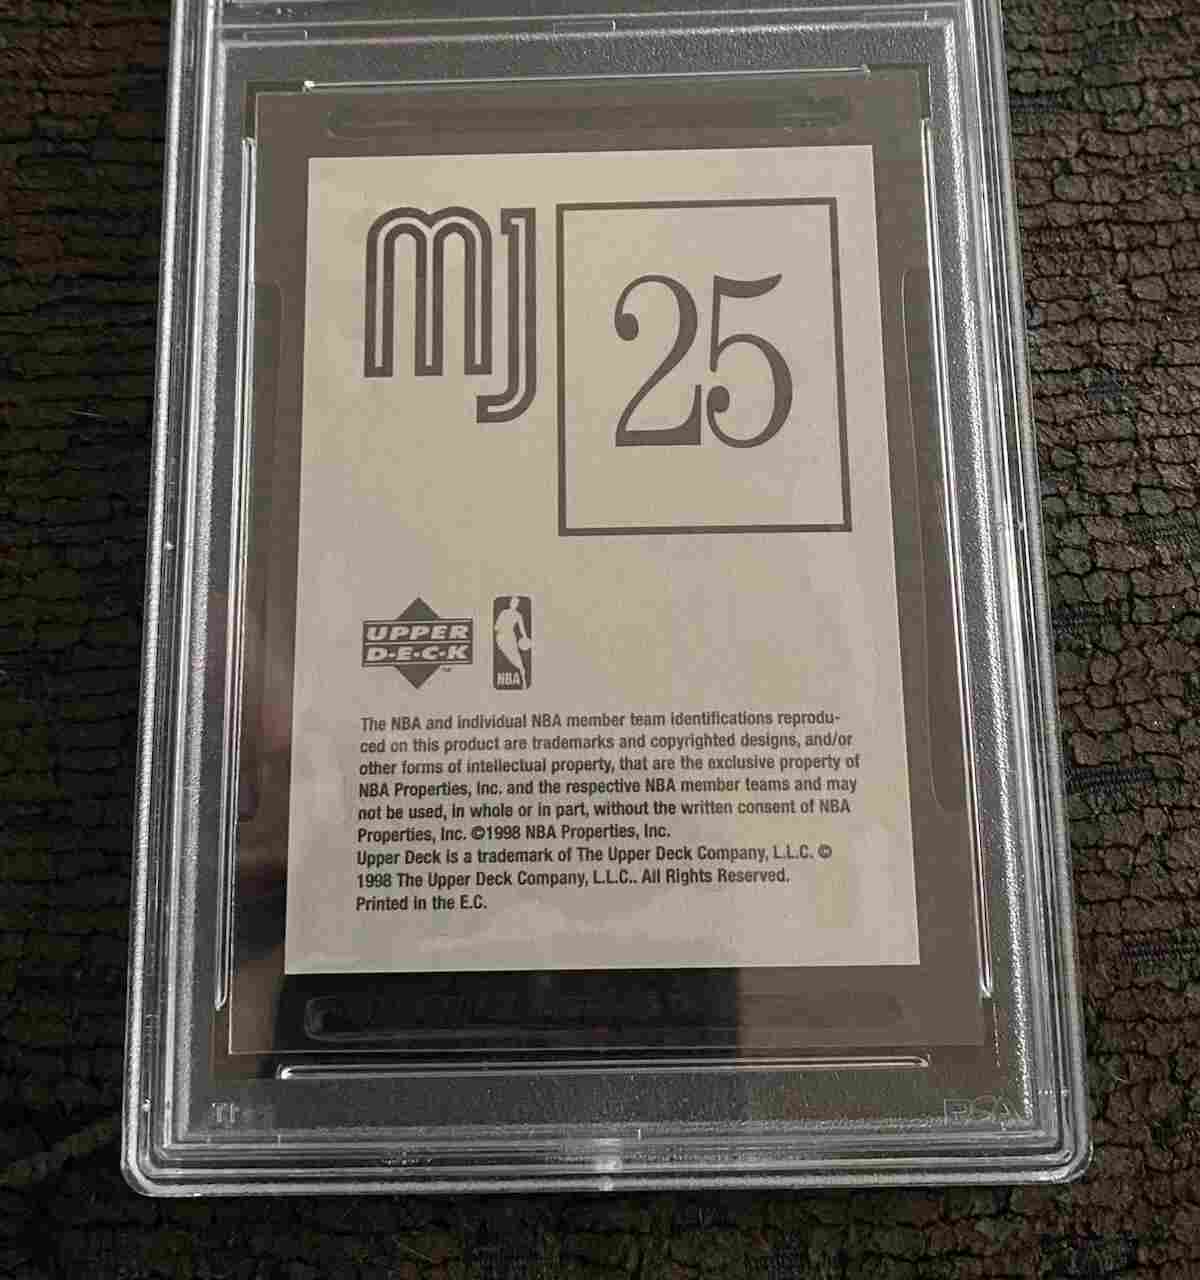 MJ
25
UPPER
D·E·C·K
TM
NBA
The NBA and individual NBA member team identifications reprodu-
ced on this product are trademarks and copyrighted designs, and/or
other forms of intellectual property, that are the exclusive property of
NBA Properties, Inc. and the respective NBA member teams and may
not be used, in whole or in part, without the written consent of NBA
Properties, Inc. ©1998 NBA Properties, Inc.
Upper Deck is a trademark of The Upper Deck Company, L.L.C. ©
1998 The Upper Deck Company, L.L.C.. All Rights Reserved.
Printed in the E.C.
PSA